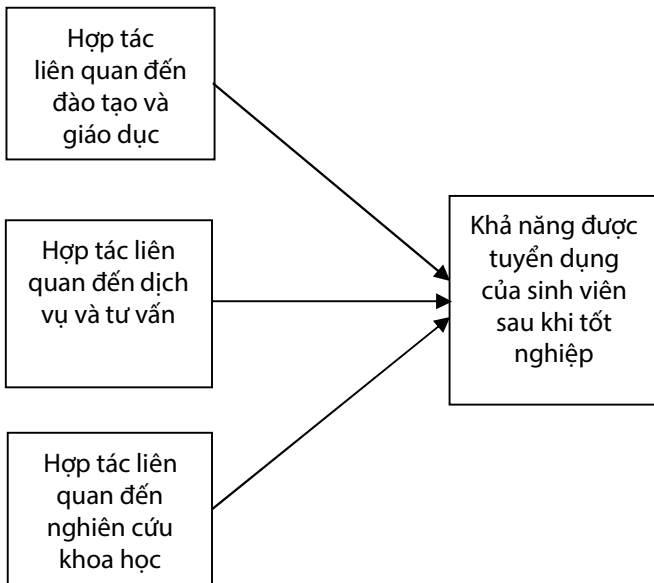 Hợp tác
liên quan đến
đào tạo và
giáo dục
Hợp tác liên
quan đến dịch
vụ và tư vấn
Khả năng được
tuyển dụng
của sinh viên
sau khi tốt
nghiệp
Hợp tác liên
quan đến
nghiên cứu
khoa học